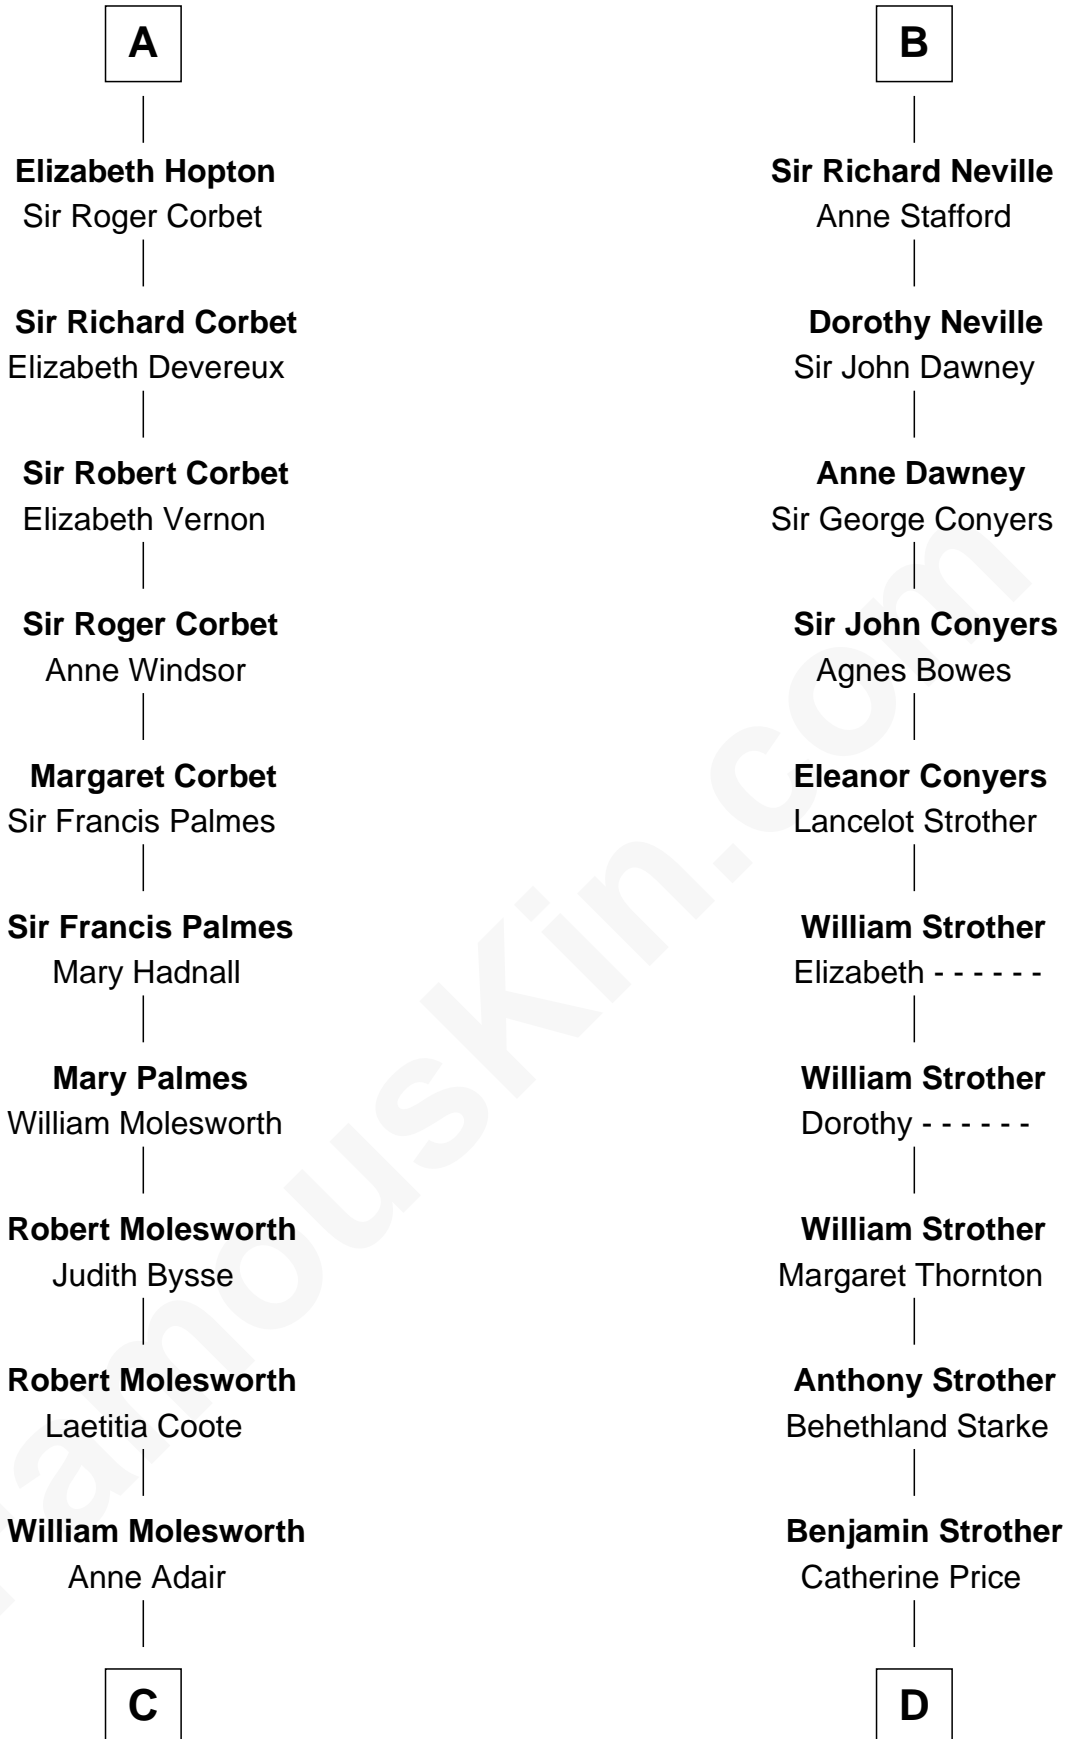 A
Elizabeth Hopton
Sir Roger Corbet
Sir Richard Corbet
Elizabeth Devereux
Sir Robert Corbet
Elizabeth Vernon
Sir Roger Corbet
Anne Windsor
Margaret Corbet
Sir Francis Palmes
Sir Francis Palmes
Mary Hadnall
Mary Palmes
William Molesworth
Robert Molesworth
Judith Bysse
Robert Molesworth
Laetitia Coote
William Molesworth
Anne Adair
C
B
Sir Richard Neville
Anne Stafford
Dorothy Neville
Sir John Dawney
Anne Dawney
Sir George Conyers
Sir John Conyers
Agnes Bowes
Eleanor Conyers
Lancelot Strother
William Strother
Elizabeth - - - - - -
William Strother
Dorothy - - - - - -
William Strother
Margaret Thornton
Anthony Strother
Behethland Starke
Benjamin Strother
Catherine Price
D
FamousKin.com